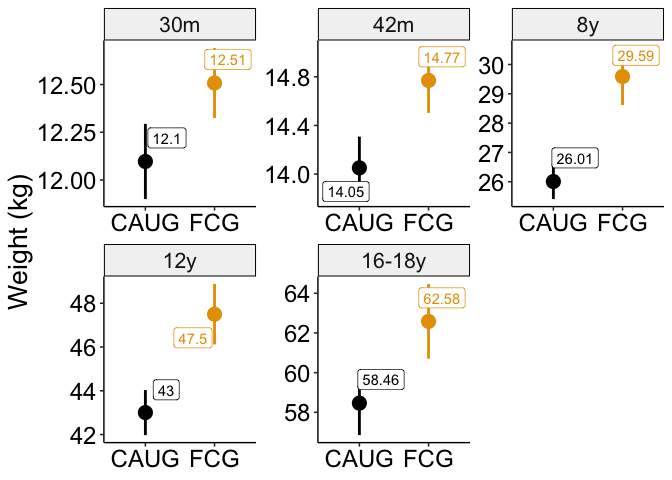 30m
42m
8y
12.50
12.25
12.00
12.51
12.1
CAUG FCG
14.8
14.4
14.0
14.77
14.05
CAUG FCG
30
29
28
27
26
29.59
26.01
CAUG FCG
Weight (kg)
12y
16-18y
48
46
44
42
47.5
43
CAUG FCG
64
62
60
58
62.58
58.46
CAUG FCG